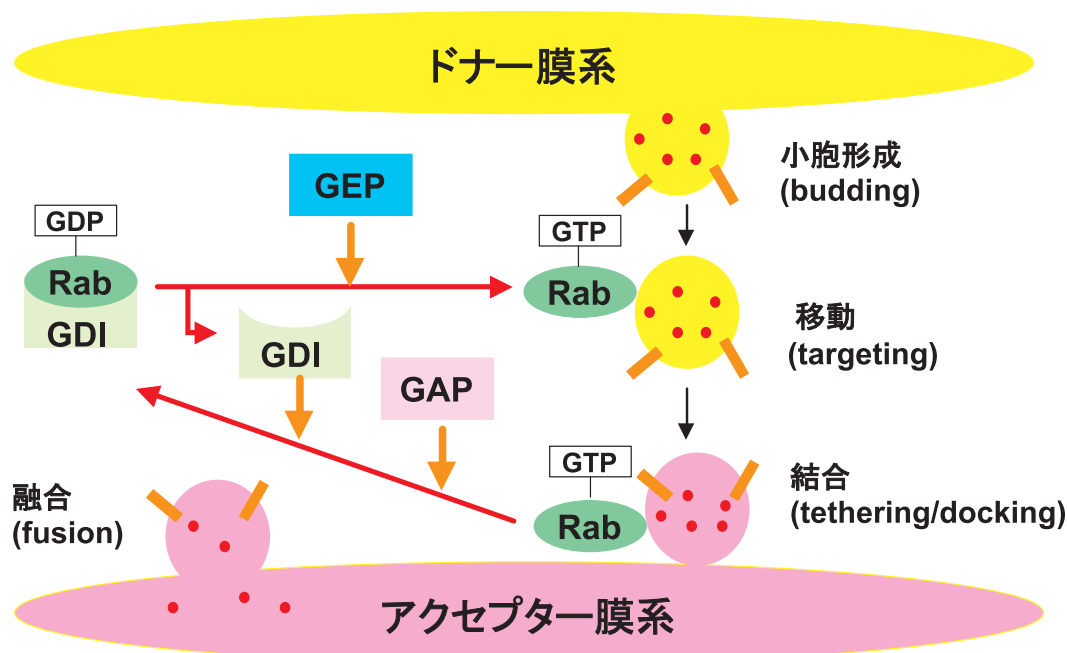 ドナー膜系
小胞形成
(budding)
GEP
GDP
GTP
Rab
Rab
GDI
移動
(targeting)
GDI
GAP
GTP
結合
(tethering/docking)
融合
(fusion)
Rab
アクセプター膜系